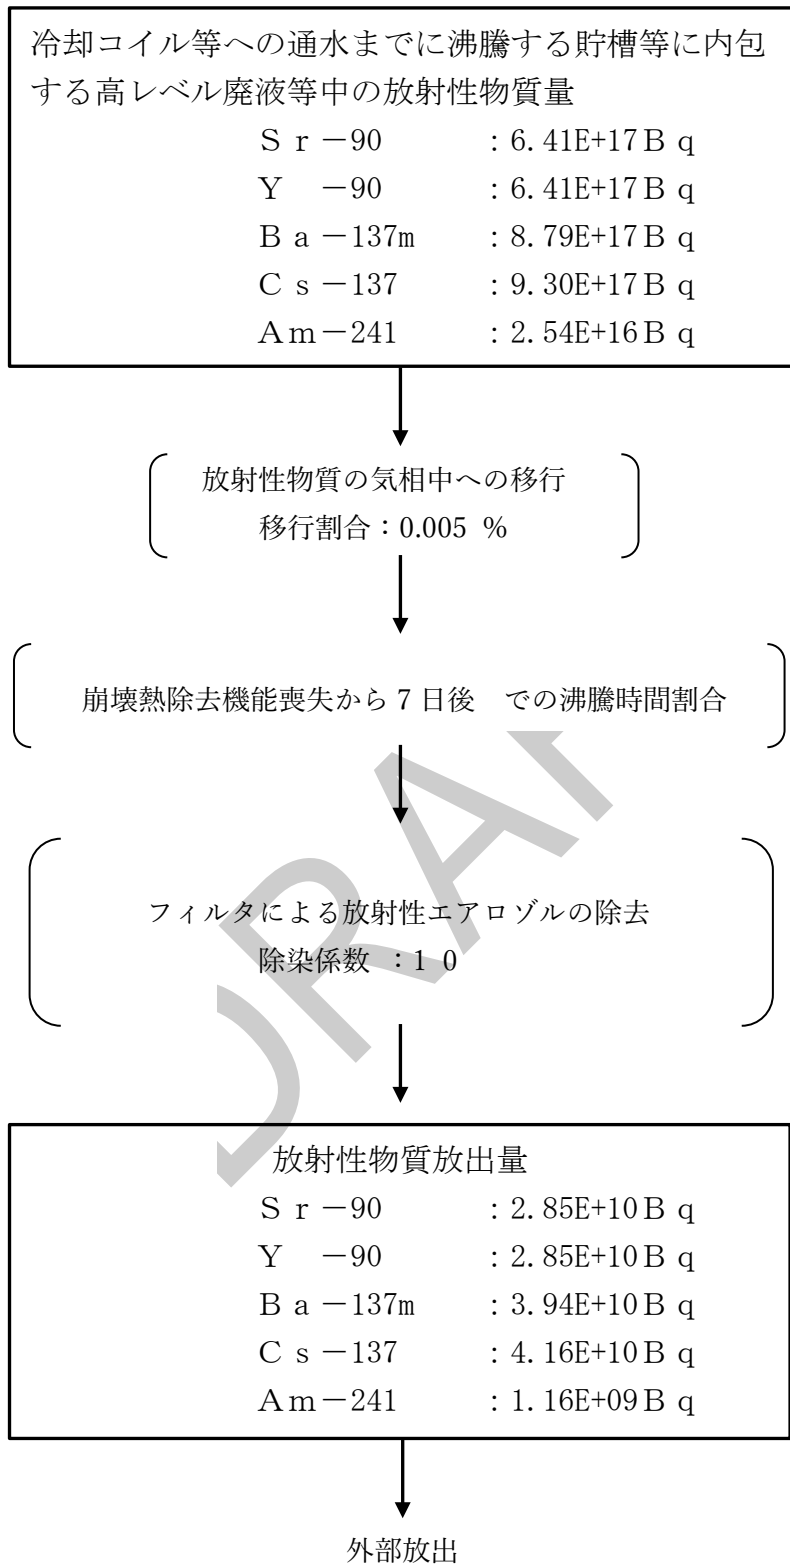 冷却コイル等への通水までに沸騰する貯槽等に内包
する高レベル廃液等中の放射性物質量
Ｓｒ－90 : 6.41E+17Ｂｑ
Ｙ －90 : 6.41E+17Ｂｑ
Ｂａ－137m : 8.79E+17Ｂｑ
Ｃｓ－137 : 9.30E+17Ｂｑ
Ａｍ－241 : 2.54E+16Ｂｑ
放射性物質の気相中への移行
移行割合：0.005 %
崩壊熱除去機能喪失から7日後 での沸騰時間割合
フィルタによる放射性エアロゾルの除去
除染係数 ：1 0
放射性物質放出量
Ｓｒ－90 : 2.85E+10Ｂｑ
Ｙ －90 : 2.85E+10Ｂｑ
Ｂａ－137m : 3.94E+10Ｂｑ
Ｃｓ－137 : 4.16E+10Ｂｑ
Ａｍ－241 : 1.16E+09Ｂｑ
外部放出